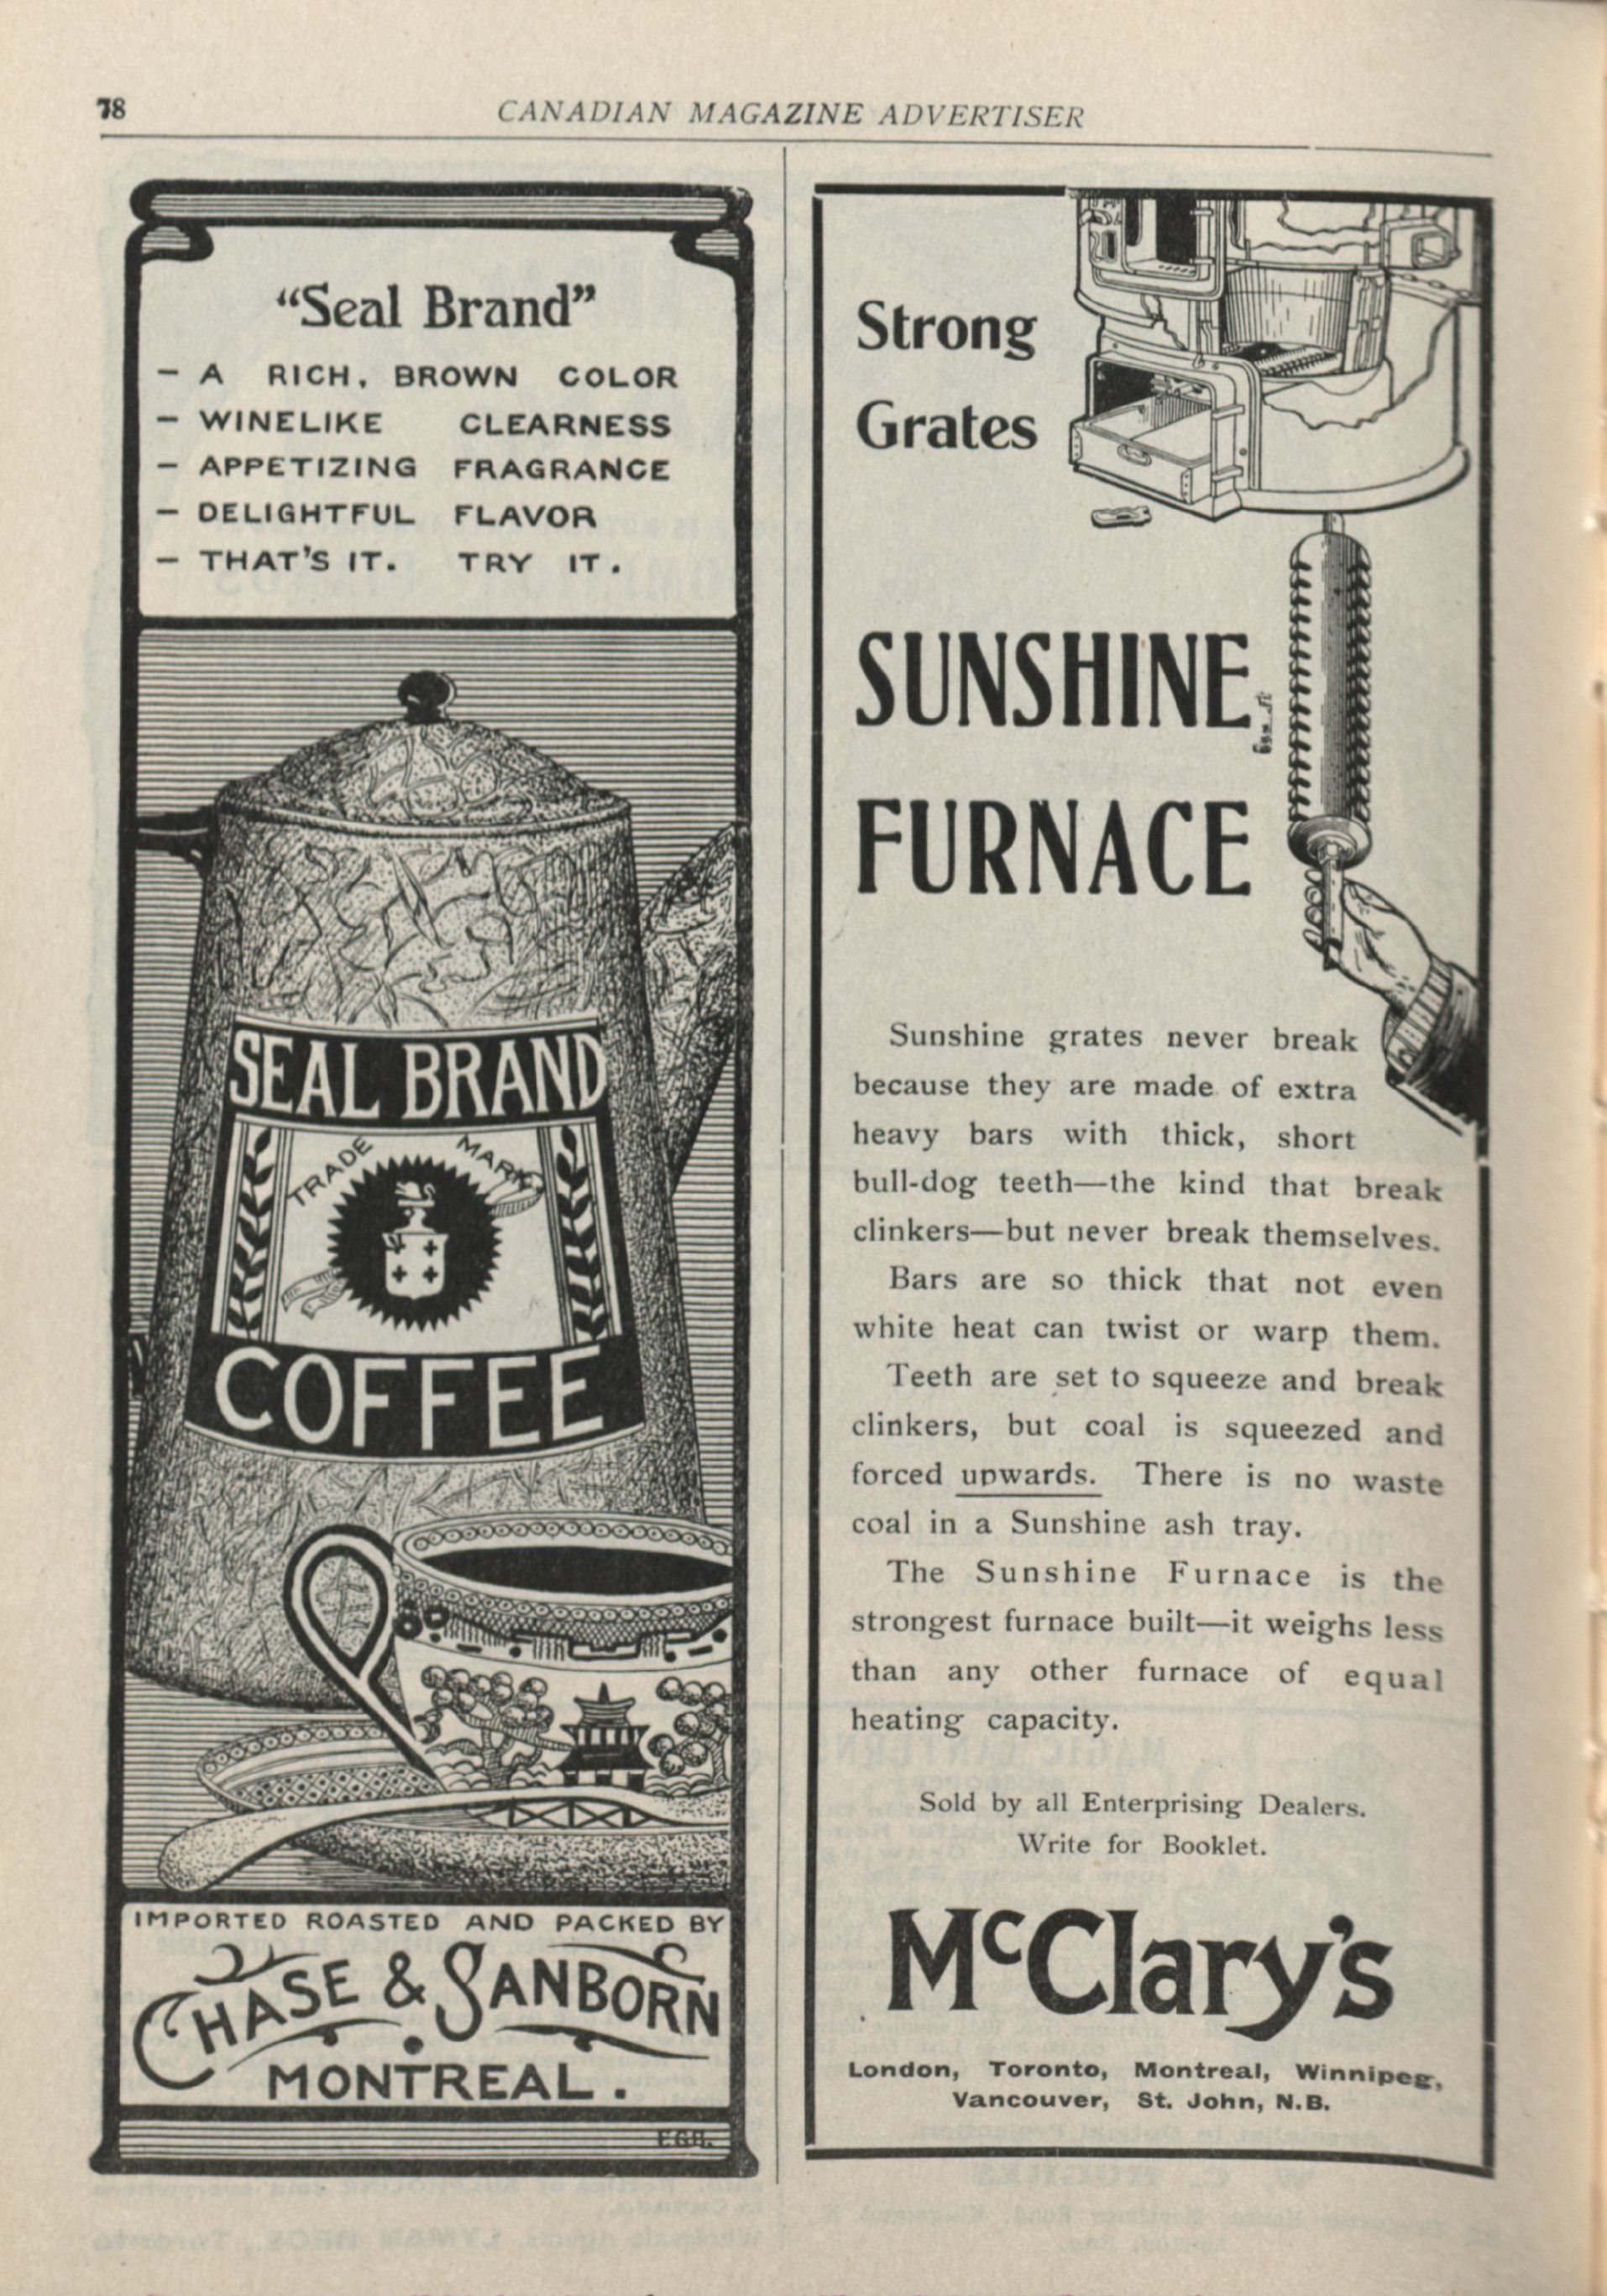 78
CANADIAN MAGAZINE ADVERTISER
"Seal Brand"
– A RICH, BROWN COLOR
– WINELIKE CLEARNESS
– APPETIZING FRAGRANCE
– DELIGHTFUL FLAVOR
– THAT'S IT. TRY IT.
SEAL BRAND
TRADE MARK
COFFEE
IMPORTED ROASTED AND PACKED BY
CHASE & SANBORN
MONTREAL.
Strong
Grates
SUNSHINE
FURNACE
Sunshine grates never break
because they are made of extra
heavy bars with thick, short
bull-dog teeth—the kind that break
clinkers—but never break themselves.
Bars are so thick that not even
white heat can twist or warp them.
Teeth are set to squeeze and break
clinkers, but coal is squeezed and
forced upwards. There is no waste
coal in a Sunshine ash tray.
The Sunshine Furnace is the
strongest furnace built—it weighs less
than any other furnace of equal
heating capacity.
Sold by all Enterprising Dealers.
Write for Booklet.
McClary's
London, Toronto, Montreal, Winnipeg,
Vancouver, St. John, N.B.